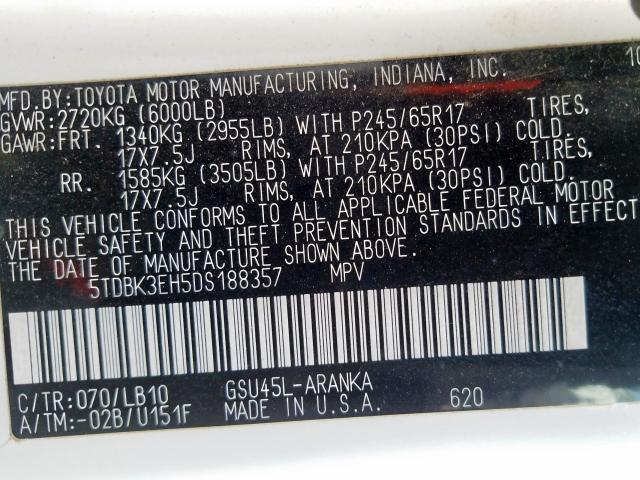 MFD.BY:TOYOTA MOTOR MANUFACTURING, INDIANA, INC. 10
GVWR:2720KG (6000LB)
GAWR:FRT. 1340KG (2955LB) WITH P245/65R17 TIRES,
17X7.5J RIMS, AT 210KPA (30PSI) COLD.
RR. 1585KG (3505LB) WITH P245/65R17 TIRES,
17X7.5J RIMS, AT 210KPA (30PSI) COLD.
THIS VEHICLE CONFORMS TO ALL APPLICABLE FEDERAL MOTOR
VEHICLE SAFETY AND THEFT PREVENTION STANDARDS IN EFFECT
THE DATE OF MANUFACTURE SHOWN ABOVE.
5TDBK3EH5DS188357 MPV
C/TR:070/LB10 GSU45L-ARANKA
A/TM:-02B/U151F MADE IN U.S.A. 620